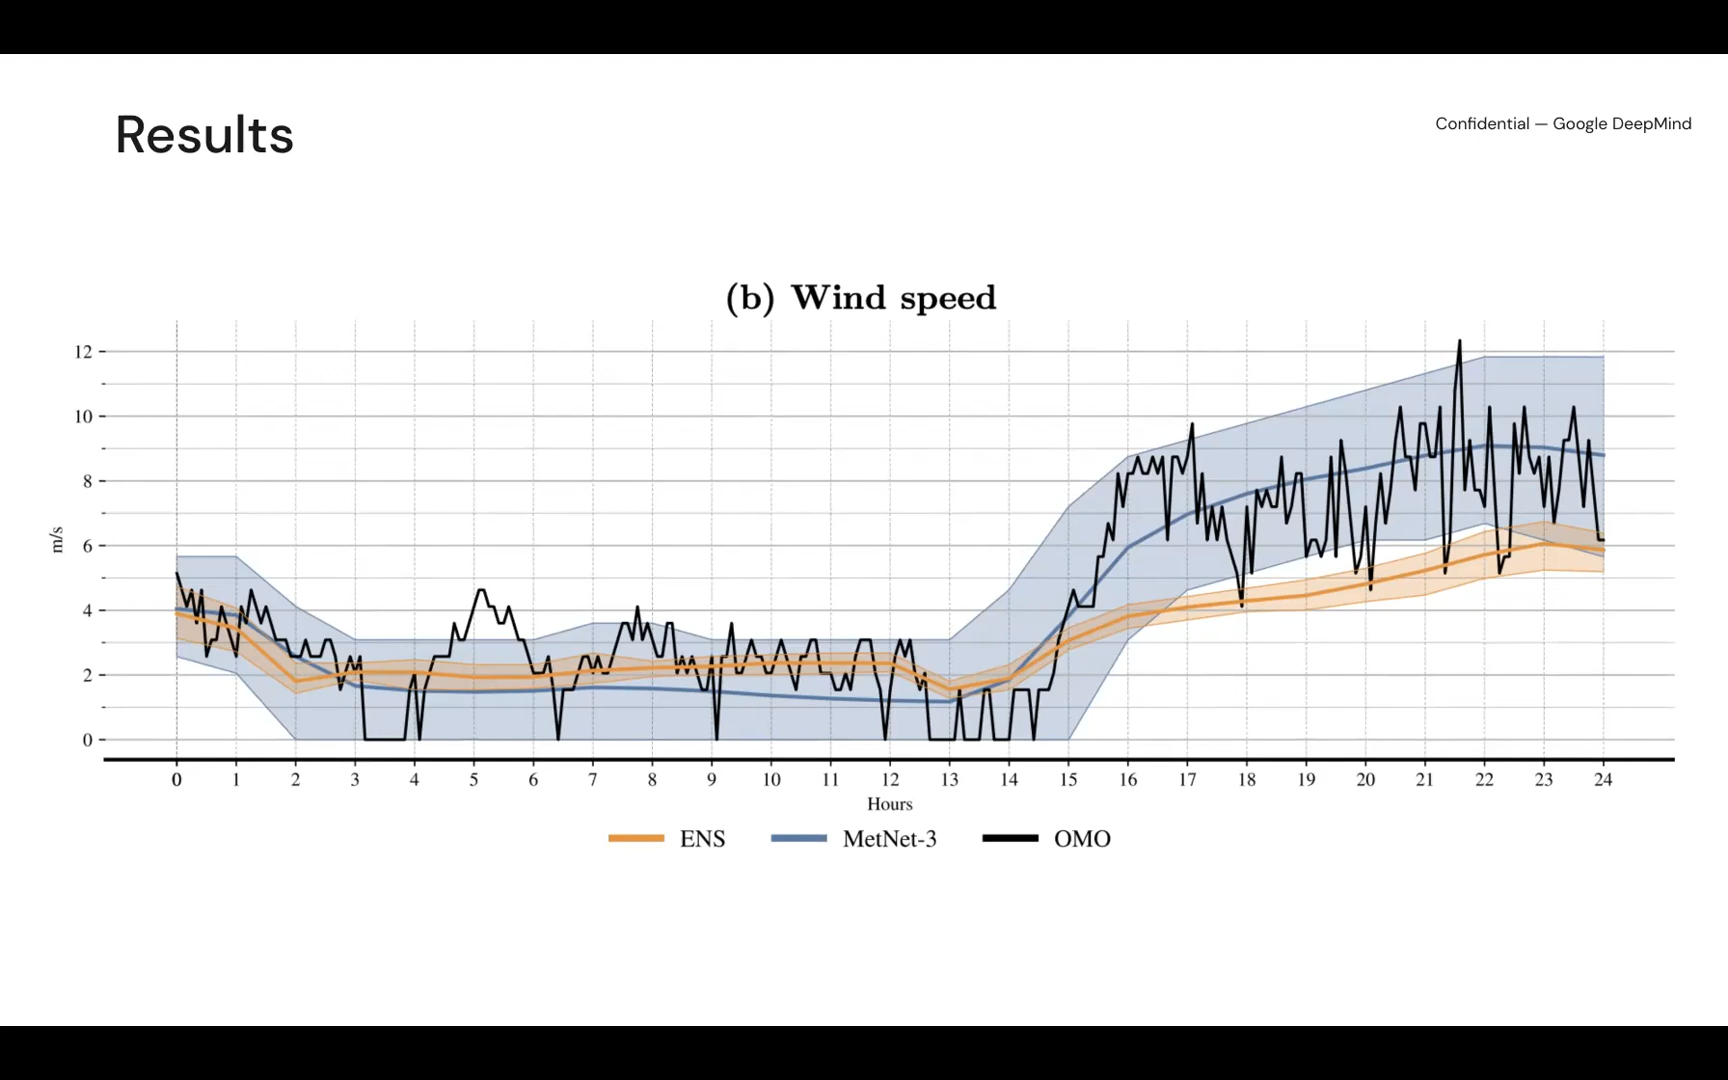 Results
Confidential — Google DeepMind
(b) Wind speed
12
10
8
6
4
2
0
m/s
0 1 2 3 4 5 6 7 8 9 10 11 12 13 14 15 16 17 18 19 20 21 22 23 24
Hours
ENS MetNet-3 OMO